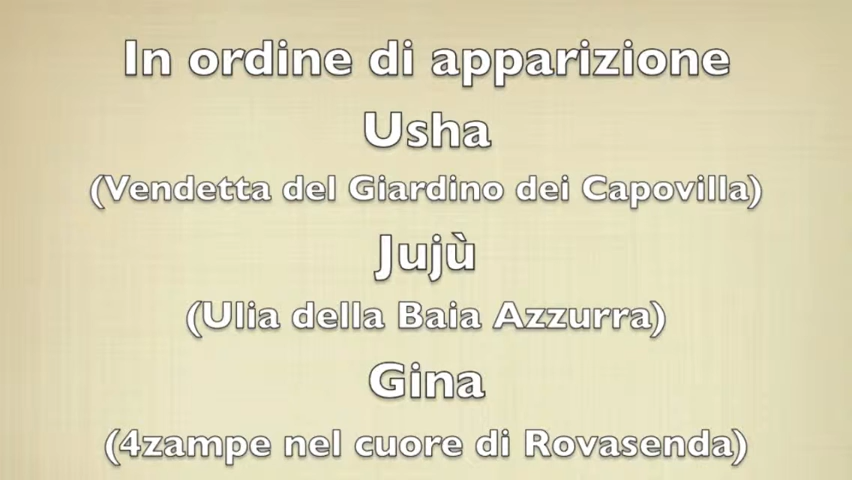 In ordine di apparizione
Usha
(Vendetta del Giardino dei Capovilla)
Jujù
(Ulia della Baia Azzurra)
Gina
(4zampe nel cuore di Rovasenda)